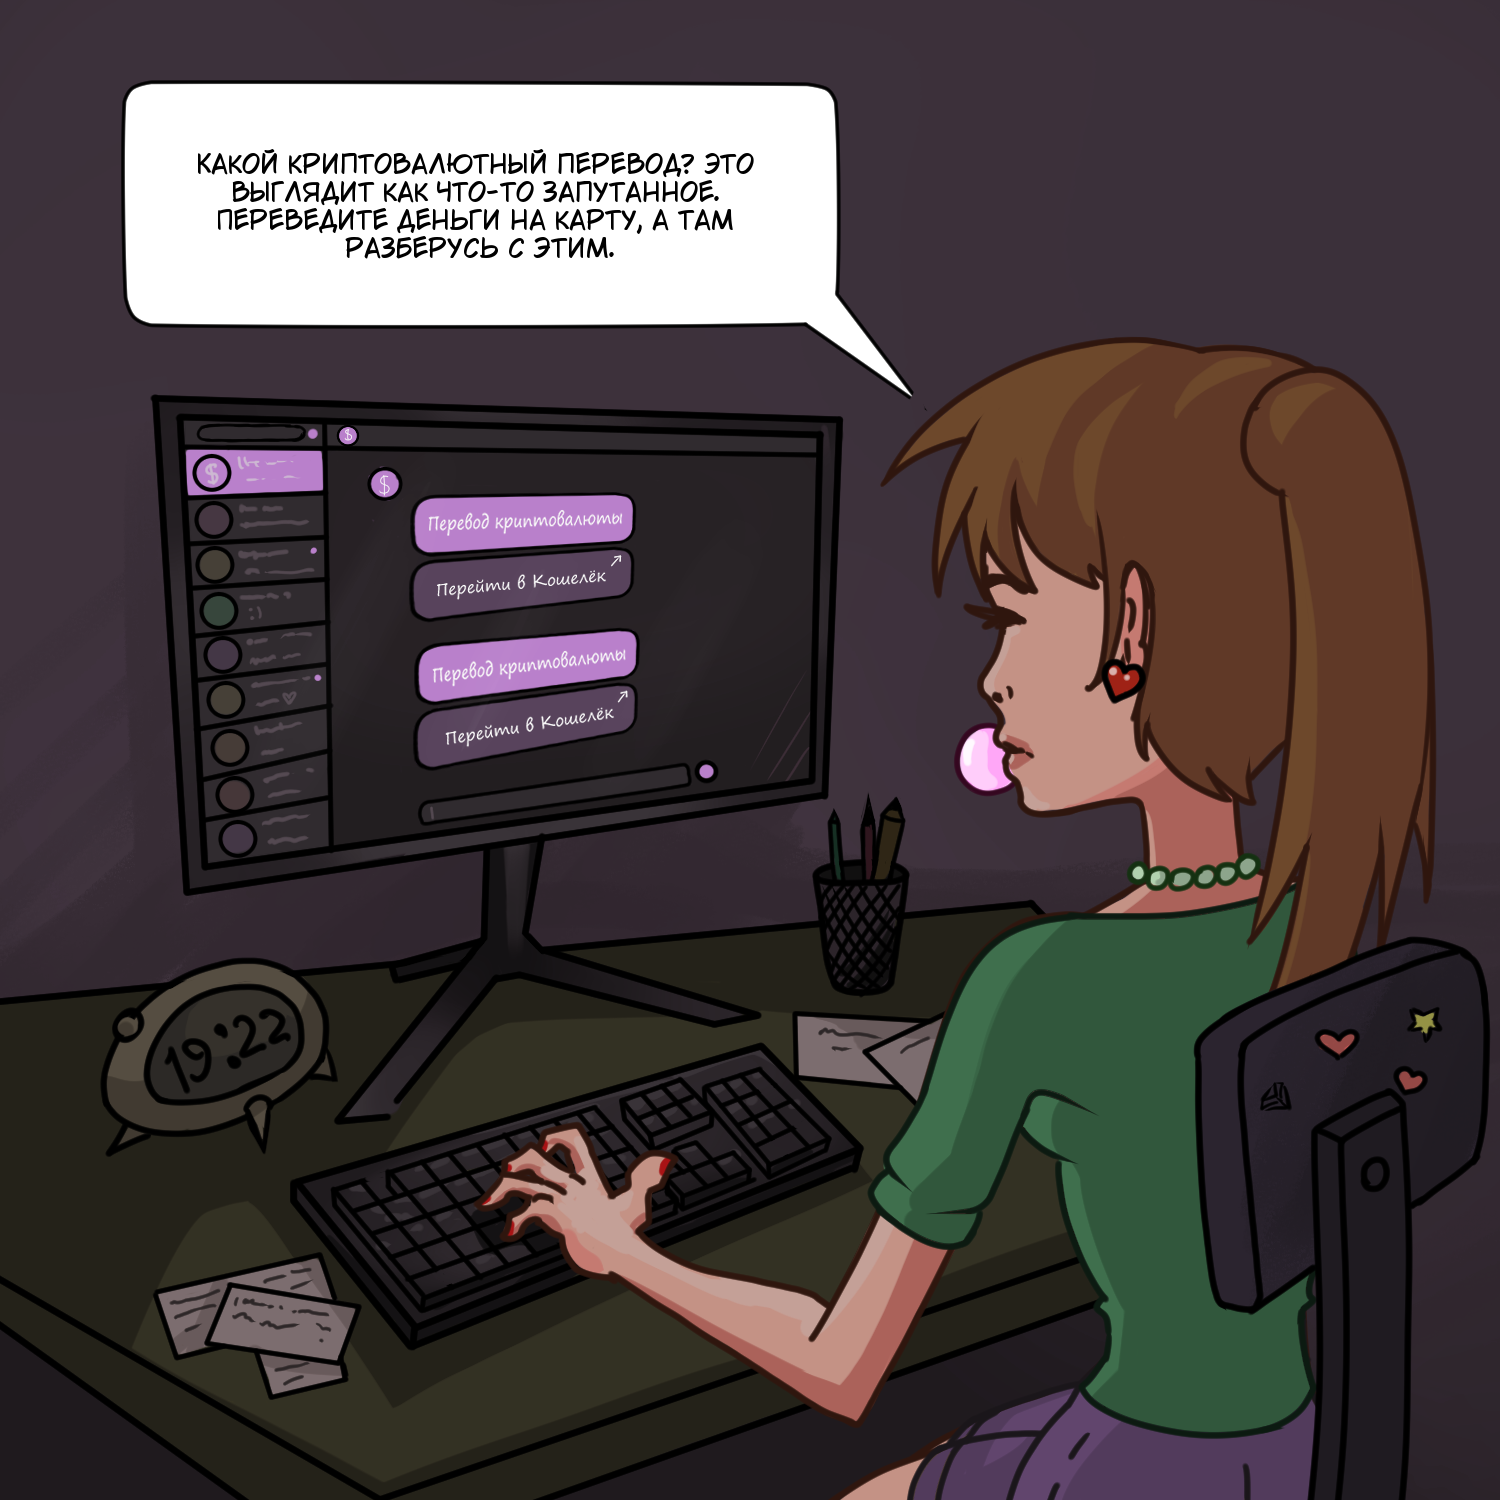 КАКОЙ КРИПТОВАЛЮТНЫЙ ПЕРЕВОД? ЭТО
ВЫГЛЯДИТ КАК ЧТО-ТО ЗАПУТАННОЕ.
ПЕРЕВЕДИТЕ ДЕНЬГИ НА КАРТУ, А ТАМ
РАЗБЕРУСЬ С ЭТИМ.
$
$
$
Перевод криптовалюты
Перейти в Кошелёк
:)
Перевод криптовалюты
Перейти в Кошелёк
19:22